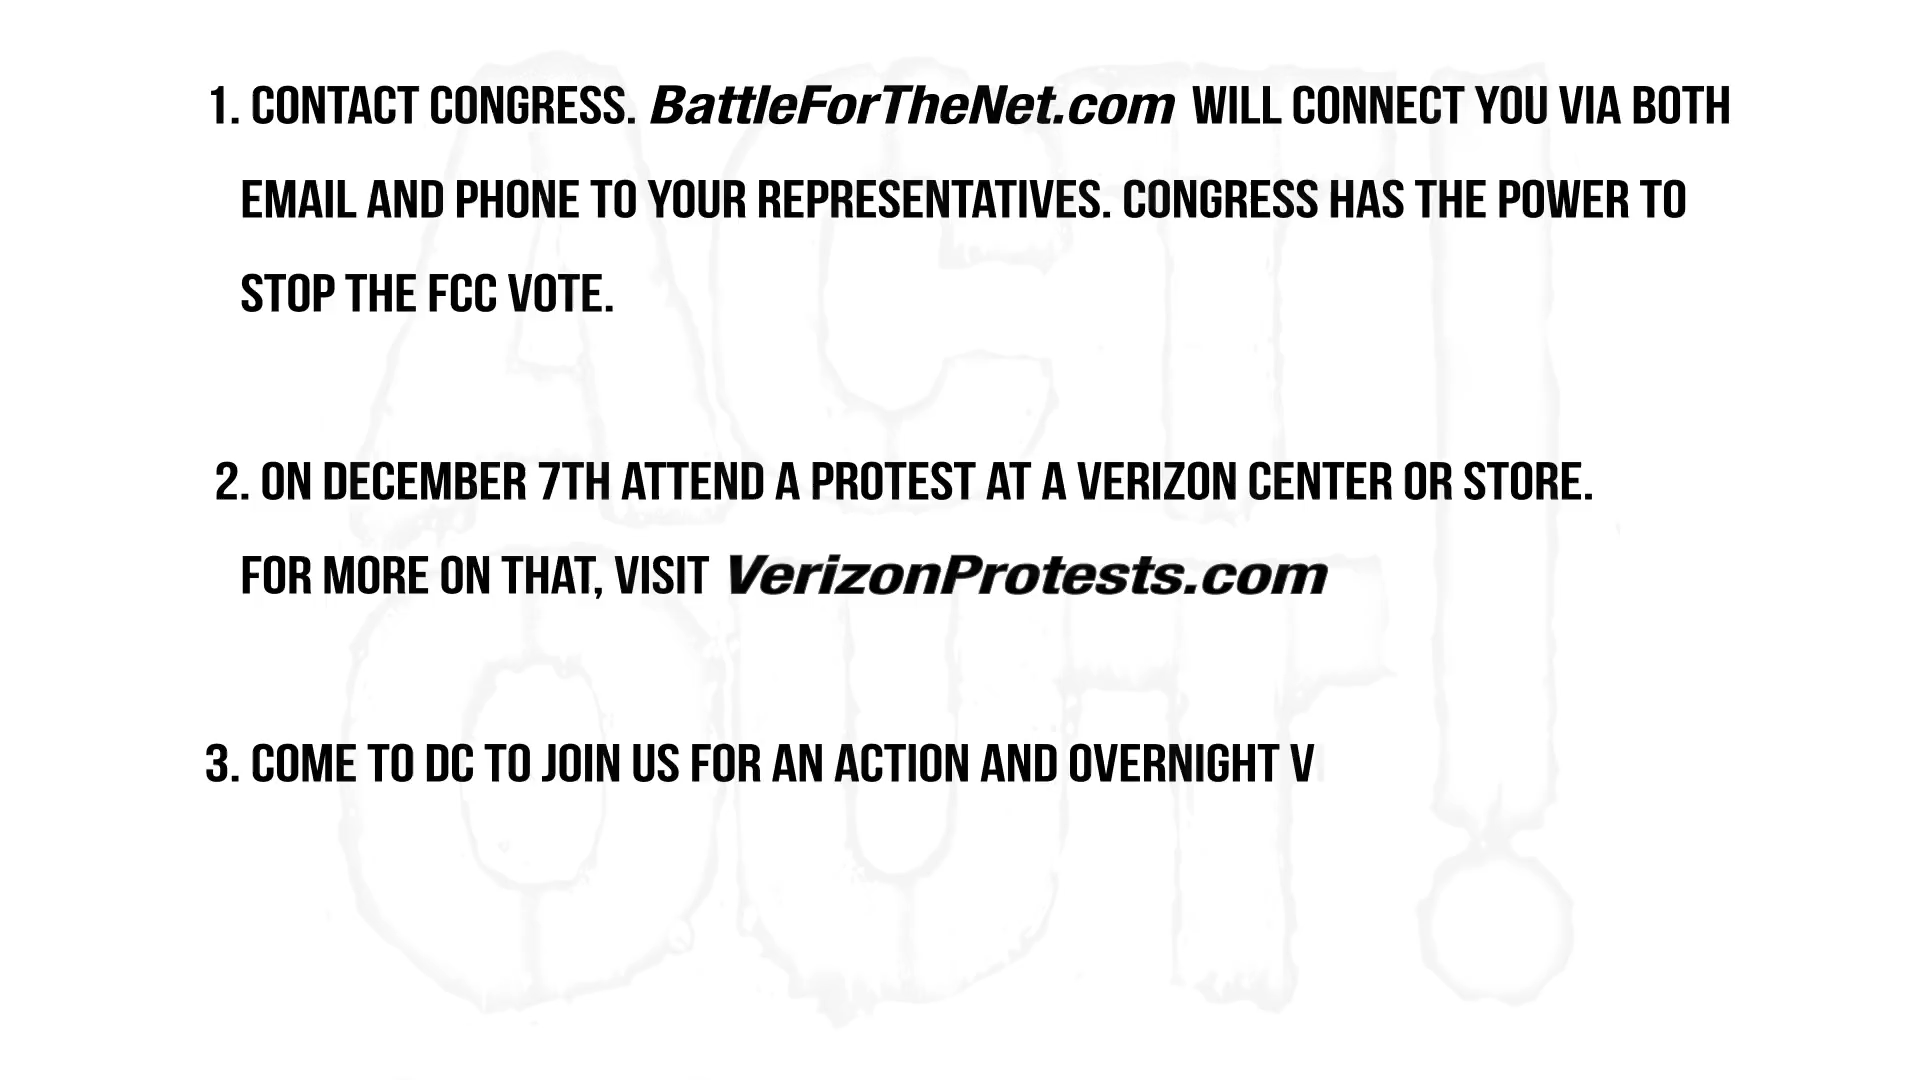 1. CONTACT CONGRESS. BattleForTheNet.com WILL CONNECT YOU VIA BOTH
EMAIL AND PHONE TO YOUR REPRESENTATIVES. CONGRESS HAS THE POWER TO
STOP THE FCC VOTE.
2. ON DECEMBER 7TH ATTEND A PROTEST AT A VERIZON CENTER OR STORE.
FOR MORE ON THAT, VISIT VerizonProtests.com
3. COME TO DC TO JOIN US FOR AN ACTION AND OVERNIGHT V
ACT
OUT!